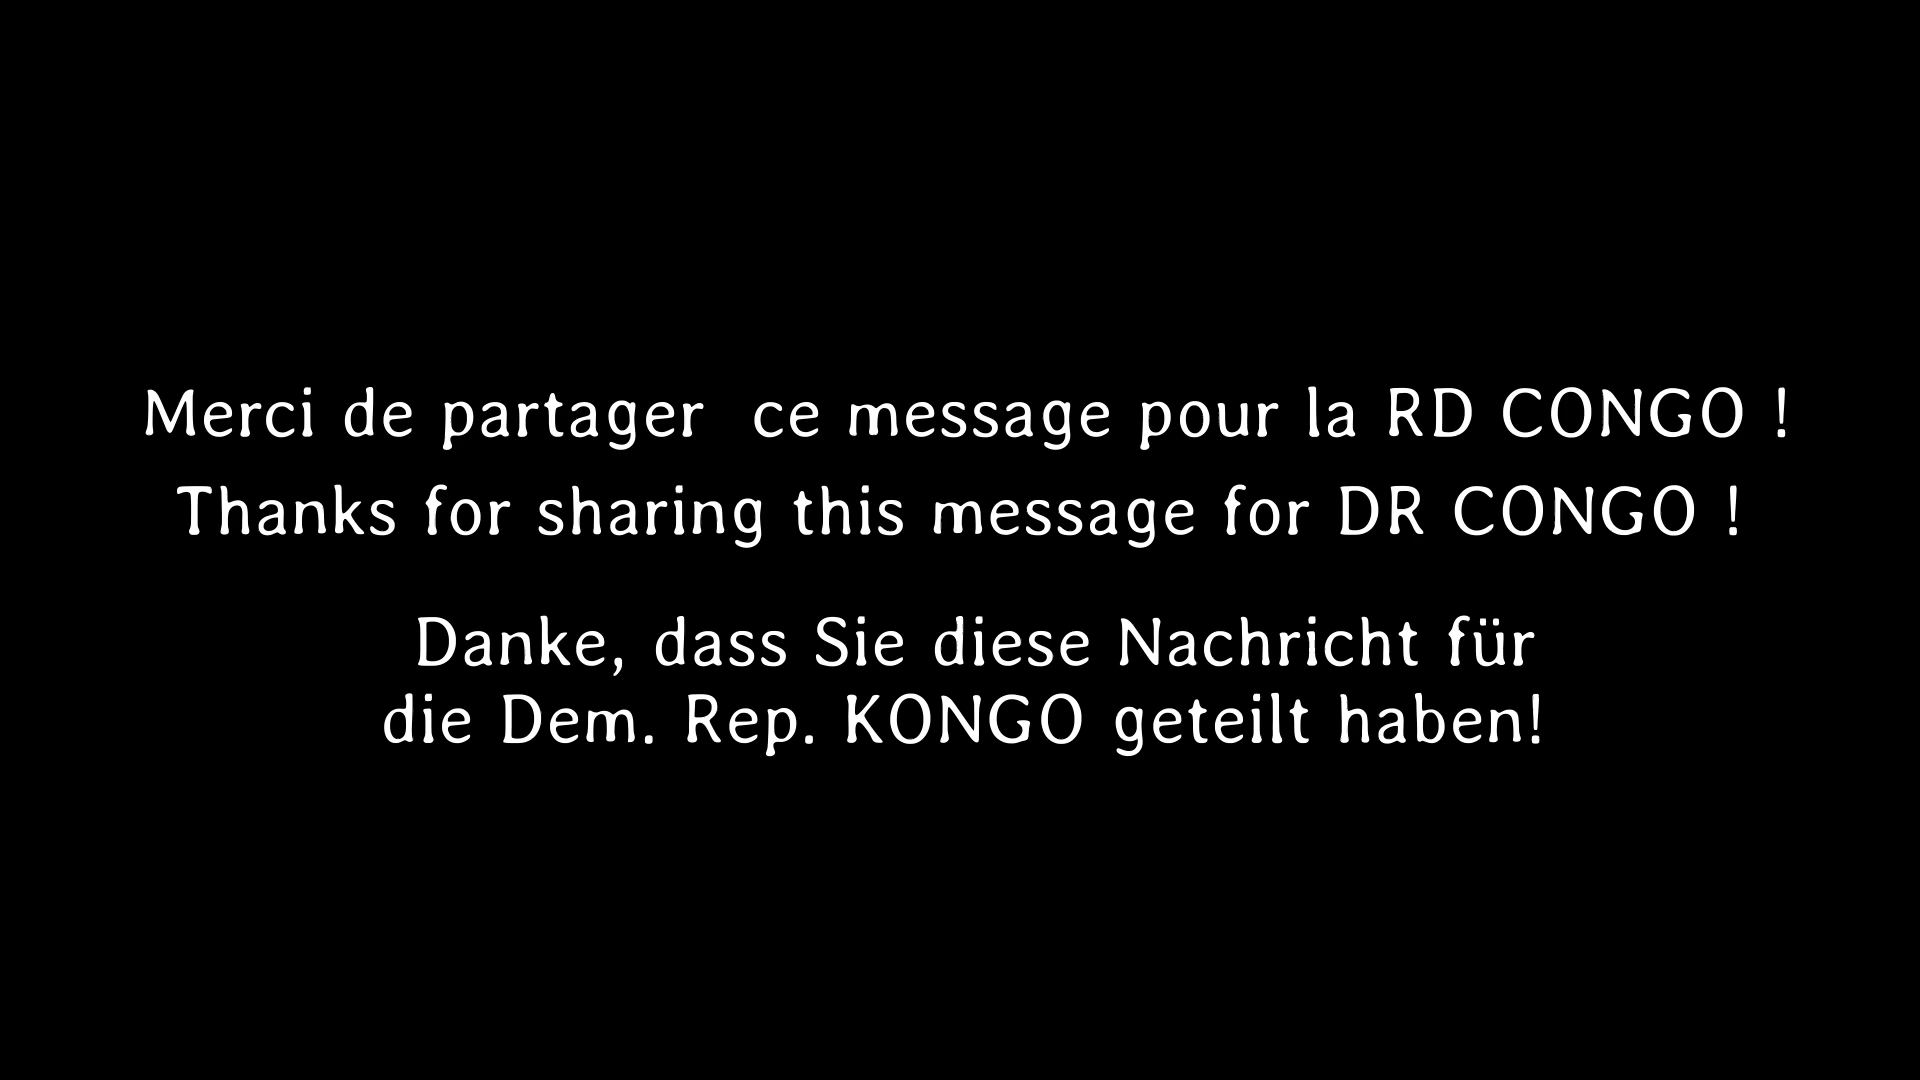 Merci de partager  ce message pour la RD CONGO !
Thanks for sharing this message for DR CONGO !
Danke, dass Sie diese Nachricht für
die Dem. Rep. KONGO geteilt haben!